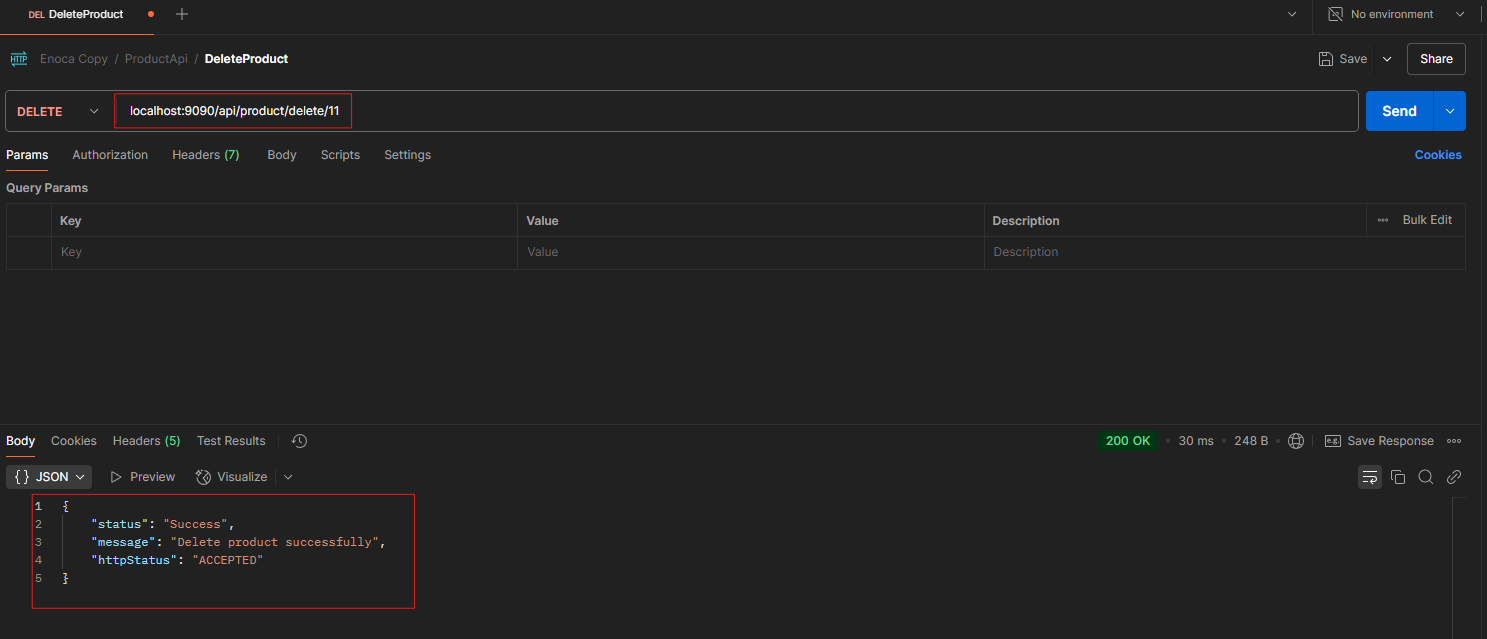 DEL DeleteProduct
No environment
HTTP Enoca Copy / ProductApi / DeleteProduct
Save
Share
DELETE localhost:9090/api/product/delete/11
Send
Params Authorization Headers (7) Body Scripts Settings
Cookies
Query Params
Key Value Description ••• Bulk Edit
Key Value Description
Body Cookies Headers (5) Test Results
200 OK • 30 ms • 248 B •
e.g. Save Response •••
{} JSON Preview Visualize
1 {
2 "status": "Success",
3 "message": "Delete product successfully",
4 "httpStatus": "ACCEPTED"
5 }